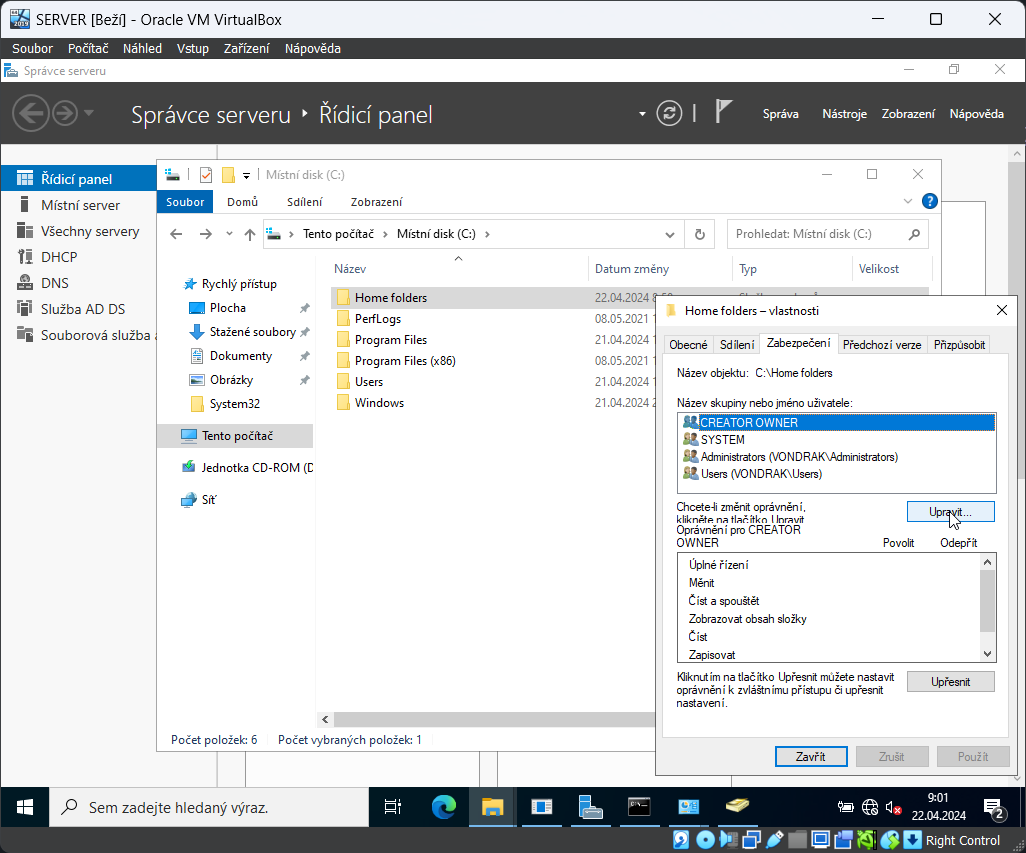 SERVER [Beží] - Oracle VM VirtualBox
Soubor Počítač Náhled Vstup Zařízení Nápověda
Správce serveru
Správce serveru Řídicí panel
Správa Nástroje Zobrazení Nápověda
Řídicí panel
Místní server
Všechny servery
DHCP
DNS
Služba AD DS
Souborová služba
Místní disk (C:)
Soubor Domů Sdílení Zobrazení
Tento počítač Místní disk (C:)
Prohledat: Místní disk (C:)
Rychlý přístup
Plocha
Stažené soubory
Dokumenty
Obrázky
System32
Tento počítač
Jednotka CD-ROM (D
Síť
Název Datum změny Typ Velikost
Home folders 22.04.2024
PerfLogs 08.05.2021
Program Files 21.04.2024
Program Files (x86) 08.05.2021
Users 21.04.2024
Windows 21.04.2024
Počet položek: 6 Počet vybraných položek: 1
Home folders – vlastnosti
Obecné Sdílení Zabezpečení Předchozí verze Přizpůsobit
Název objektu: C:\Home folders
Název skupiny nebo jméno uživatele:
CREATOR OWNER
SYSTEM
Administrators (VONDRAK\Administrators)
Users (VONDRAK\Users)
Chcete-li změnit oprávnění,
klikněte na tlačítko Upravit
Upravit...
Oprávnění pro CREATOR
OWNER
Povolit Odepřít
Úplné řízení
Měnit
Číst a spouštět
Zobrazovat obsah složky
Číst
Zapisovat
Kliknutím na tlačítko Upřesnit můžete nastavit
oprávnění k zvláštnímu přístupu či upřesnit
nastavení.
Upřesnit
Zavřít Zrušit Použít
Sem zadejte hledaný výraz.
9:01
22.04.2024
2
Right Control